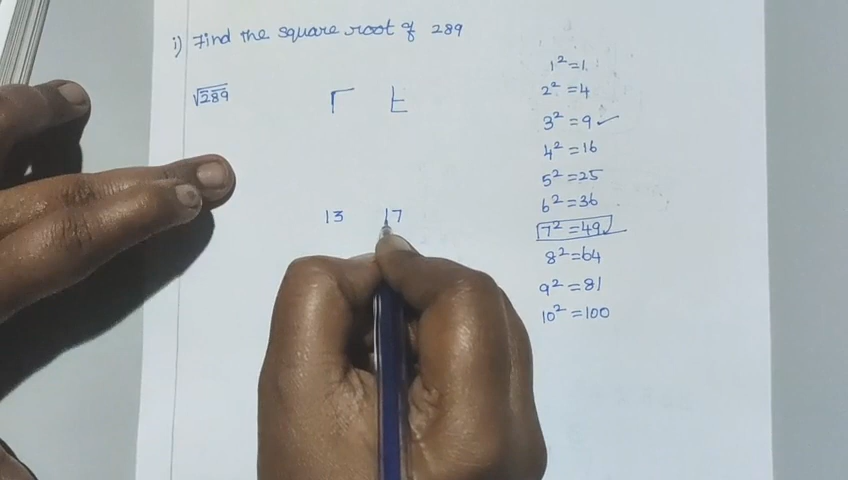 i) Find the square root of 289
√289
13 17
1² = 1
2² = 4
3² = 9 ✓
4² = 16
5² = 25
6² = 36
7² = 49
8² = 64
9² = 81
10² = 100